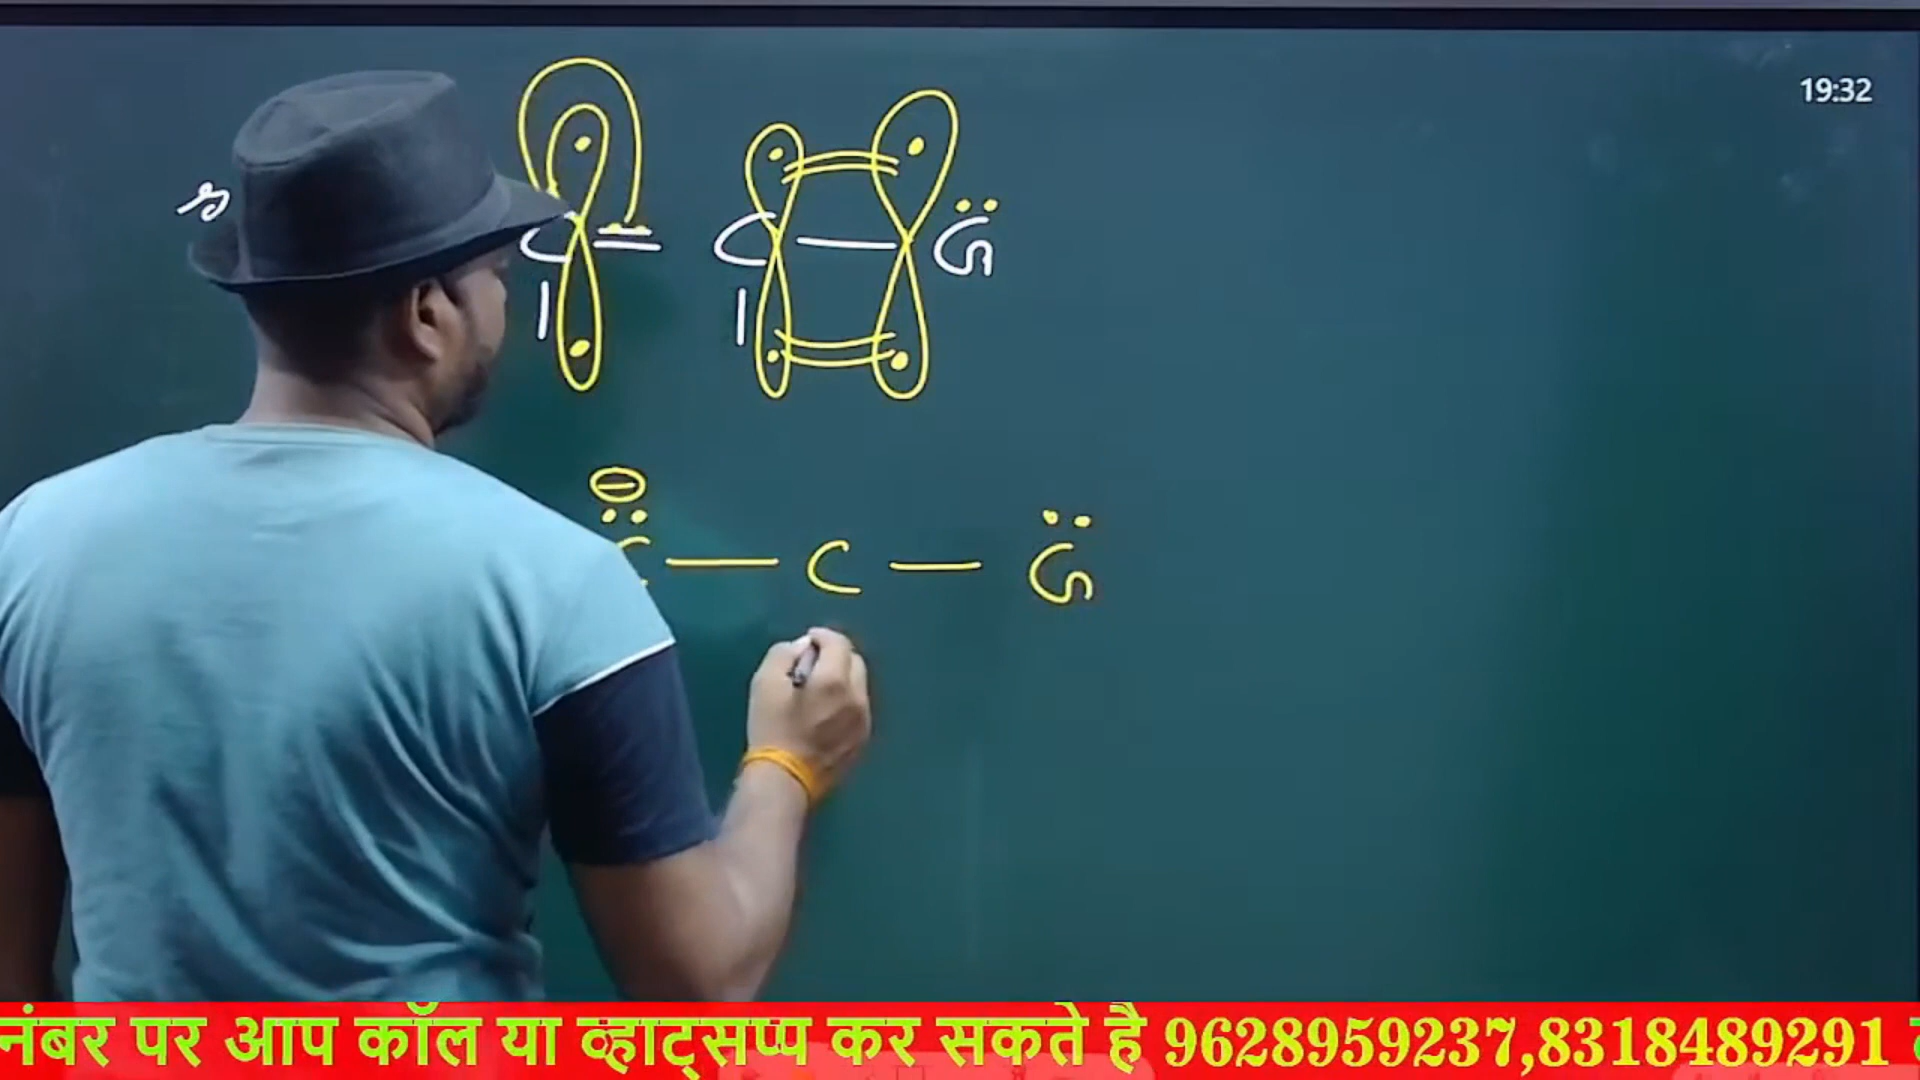 19:32
C = C — G
C — C — G
नंबर पर आप कॉल या व्हाट्सप्प कर सकते है 9628959237,8318489291